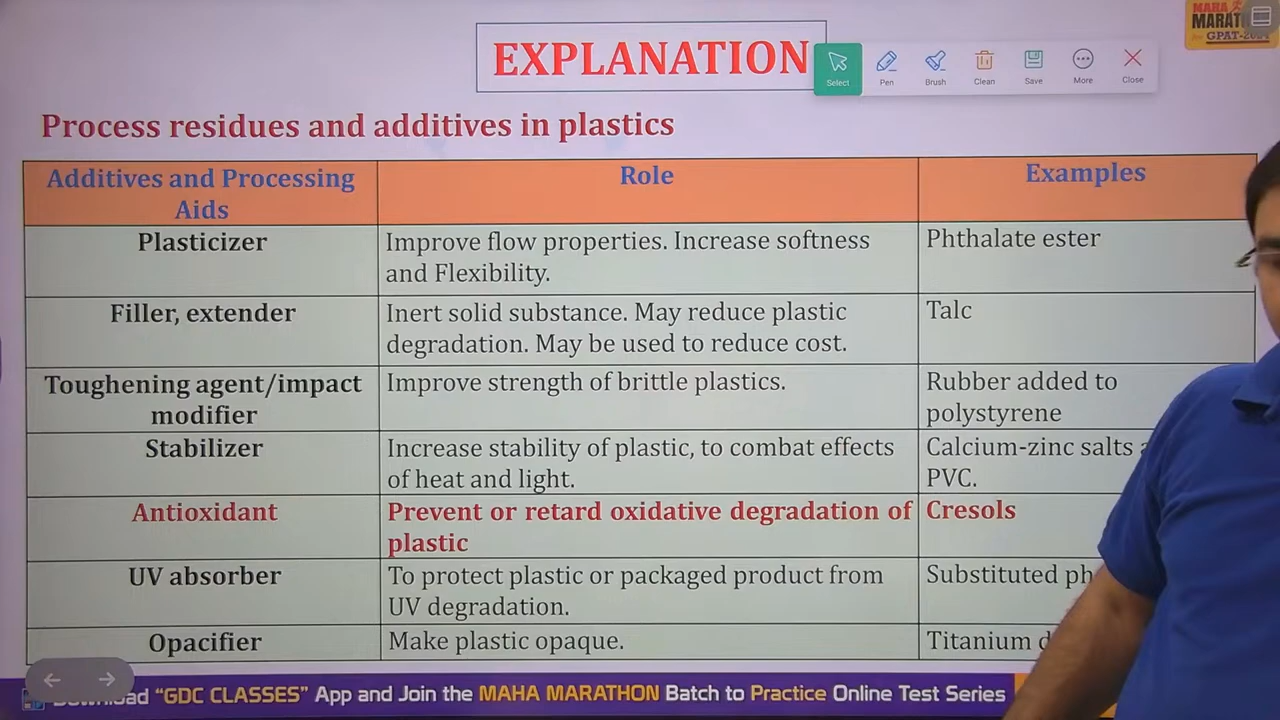 MAHA
MARAT
GPAT-2024
EXPLANATION
Select
Pen
Brush
Clean
Save
More
Close
Process residues and additives in plastics
Additives and Processing
Aids
Role
Examples
Plasticizer
Improve flow properties. Increase softness
and Flexibility.
Phthalate ester
Filler, extender
Inert solid substance. May reduce plastic
degradation. May be used to reduce cost.
Talc
Toughening agent/impact
modifier
Improve strength of brittle plastics.
Rubber added to
polystyrene
Stabilizer
Increase stability of plastic, to combat effects
of heat and light.
Calcium-zinc salts
PVC.
Antioxidant
Prevent or retard oxidative degradation of
plastic
Cresols
UV absorber
To protect plastic or packaged product from
UV degradation.
Substituted ph
Opacifier
Make plastic opaque.
Titanium d
"GDC CLASSES" App and Join the MAHA MARATHON Batch to Practice Online Test Series